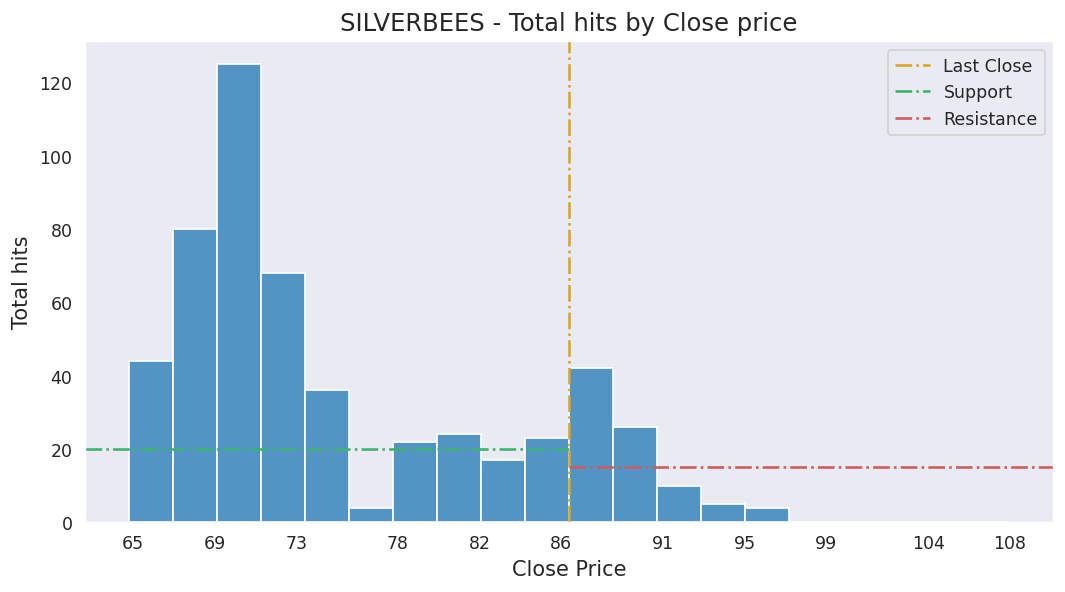 SILVERBEES - Total hits by Close price
Last Close
Support
Resistance
Total hits
120
100
80
60
40
20
0
65 69 73 78 82 86 91 95 99 104 108
Close Price